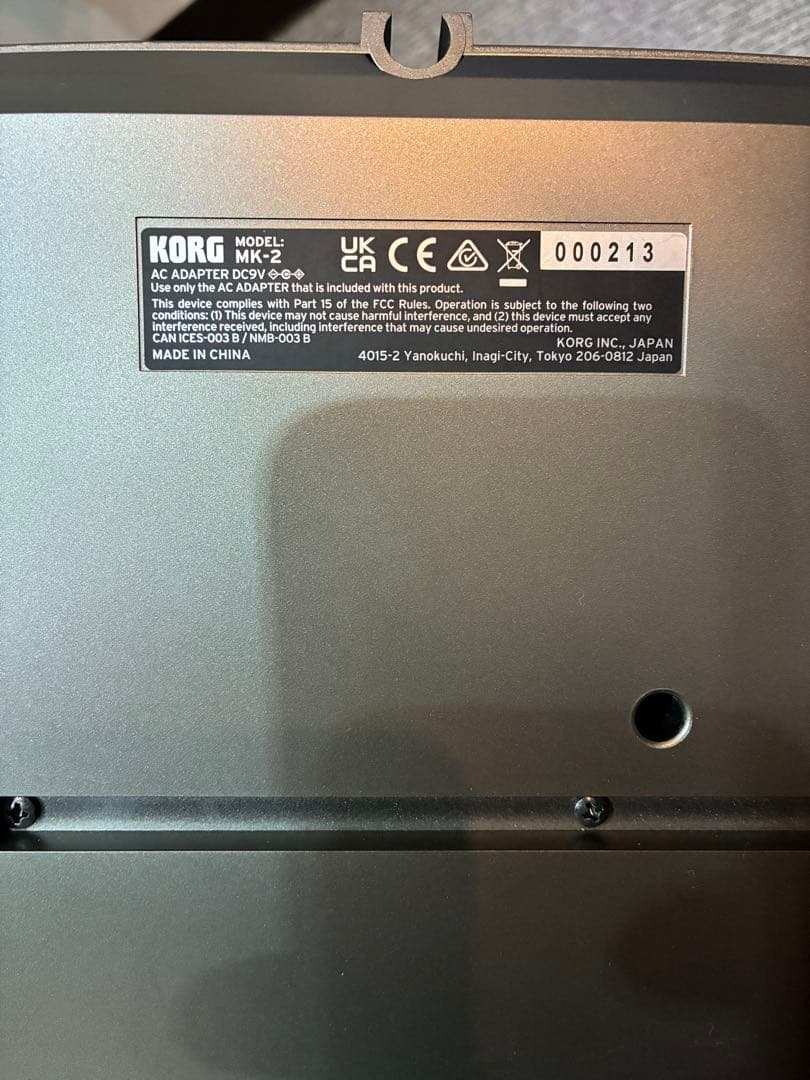 KORG MODEL: MK-2 UK CA CE 000213
AC ADAPTER DC9V
Use only the AC ADAPTER that is included with this product.
This device complies with Part 15 of the FCC Rules. Operation is subject to the following two
conditions: (1) This device may not cause harmful interference, and (2) this device must accept any
interference received, including interference that may cause undesired operation.
CAN ICES-003 B / NMB-003 B
KORG INC., JAPAN
MADE IN CHINA
4015-2 Yanokuchi, Inagi-City, Tokyo 206-0812 Japan